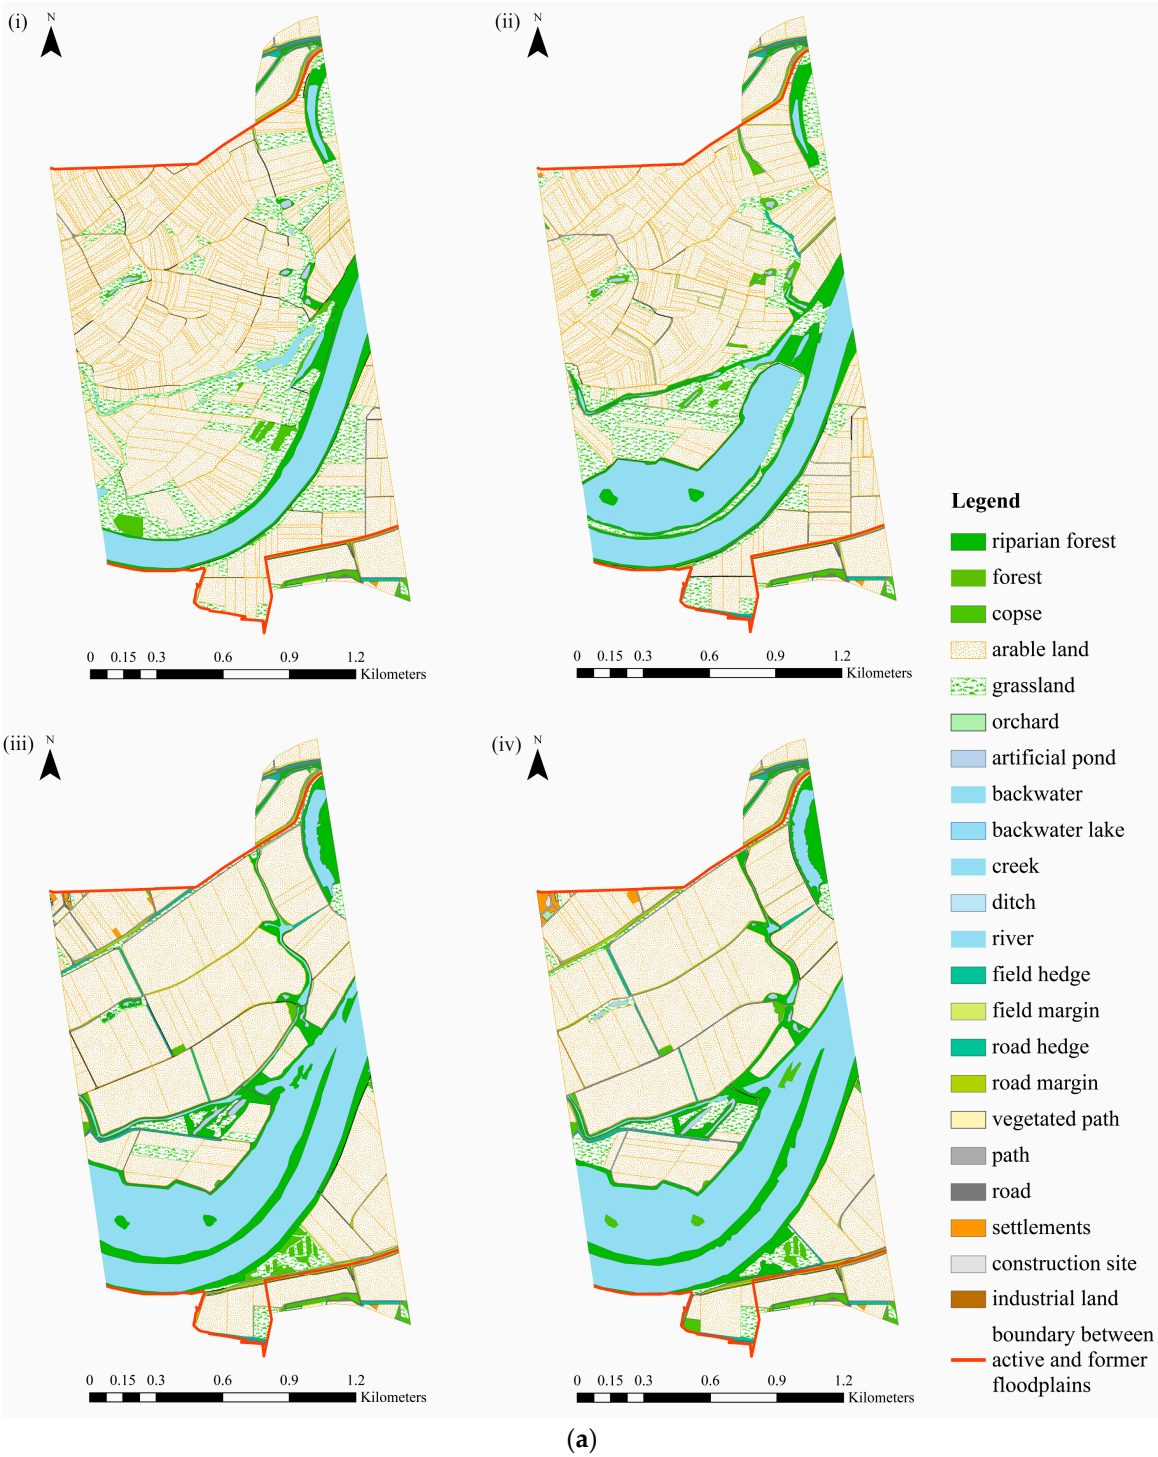 (i)
N
(ii)
N
0 0.15 0.3 0.6 0.9 1.2
Kilometers
0 0.15 0.3 0.6 0.9 1.2
Kilometers
(iii)
N
(iv)
N
0 0.15 0.3 0.6 0.9 1.2
Kilometers
0 0.15 0.3 0.6 0.9 1.2
Kilometers
Legend
riparian forest
forest
copse
arable land
grassland
orchard
artificial pond
backwater
backwater lake
creek
ditch
river
field hedge
field margin
road hedge
road margin
vegetated path
path
road
settlements
construction site
industrial land
boundary between
active and former
floodplains
(a)